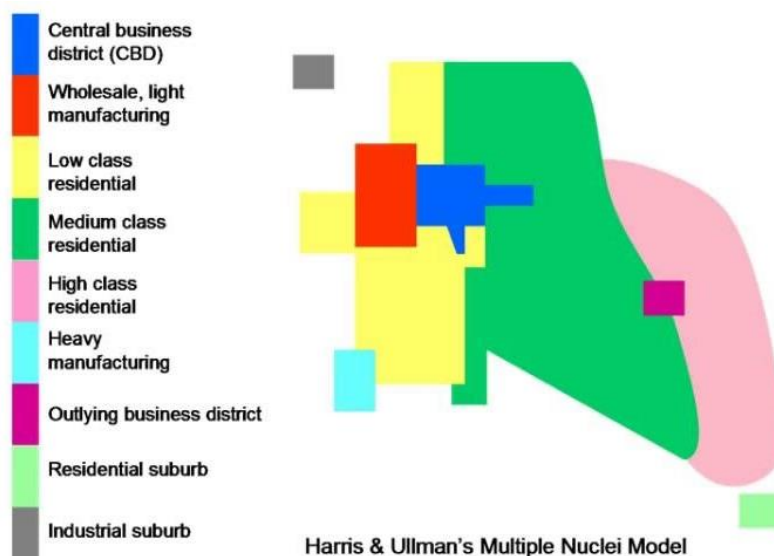 Central business
district (CBD)
Wholesale, light
manufacturing
Low class
residential
Medium class
residential
High class
residential
Heavy
manufacturing
Outlying business district
Residential suburb
Industrial suburb
Harris & Ullman's Multiple Nuclei Model